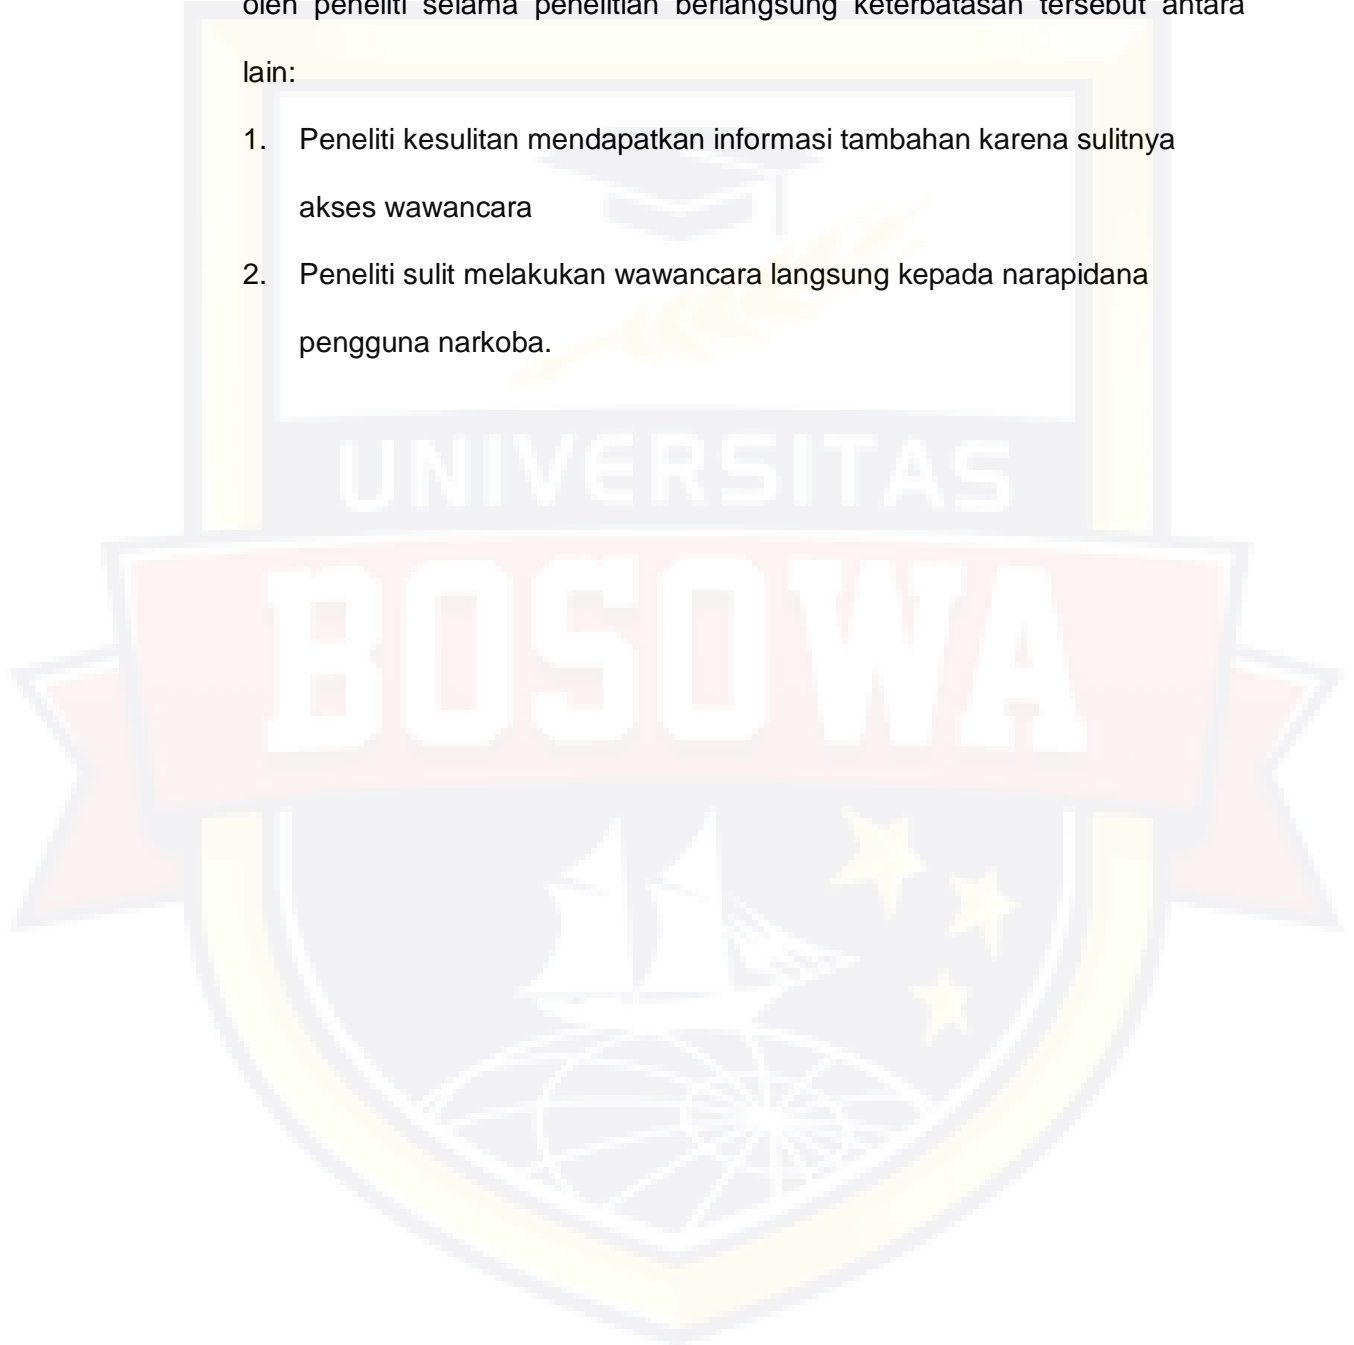 oleh peneliti selama penelitian berlangsung keterbatasan tersebut antara
lain:
1. Peneliti kesulitan mendapatkan informasi tambahan karena sulitnya
akses wawancara
2. Peneliti sulit melakukan wawancara langsung kepada narapidana
pengguna narkoba.
UNIVERSITAS
BOSOWA